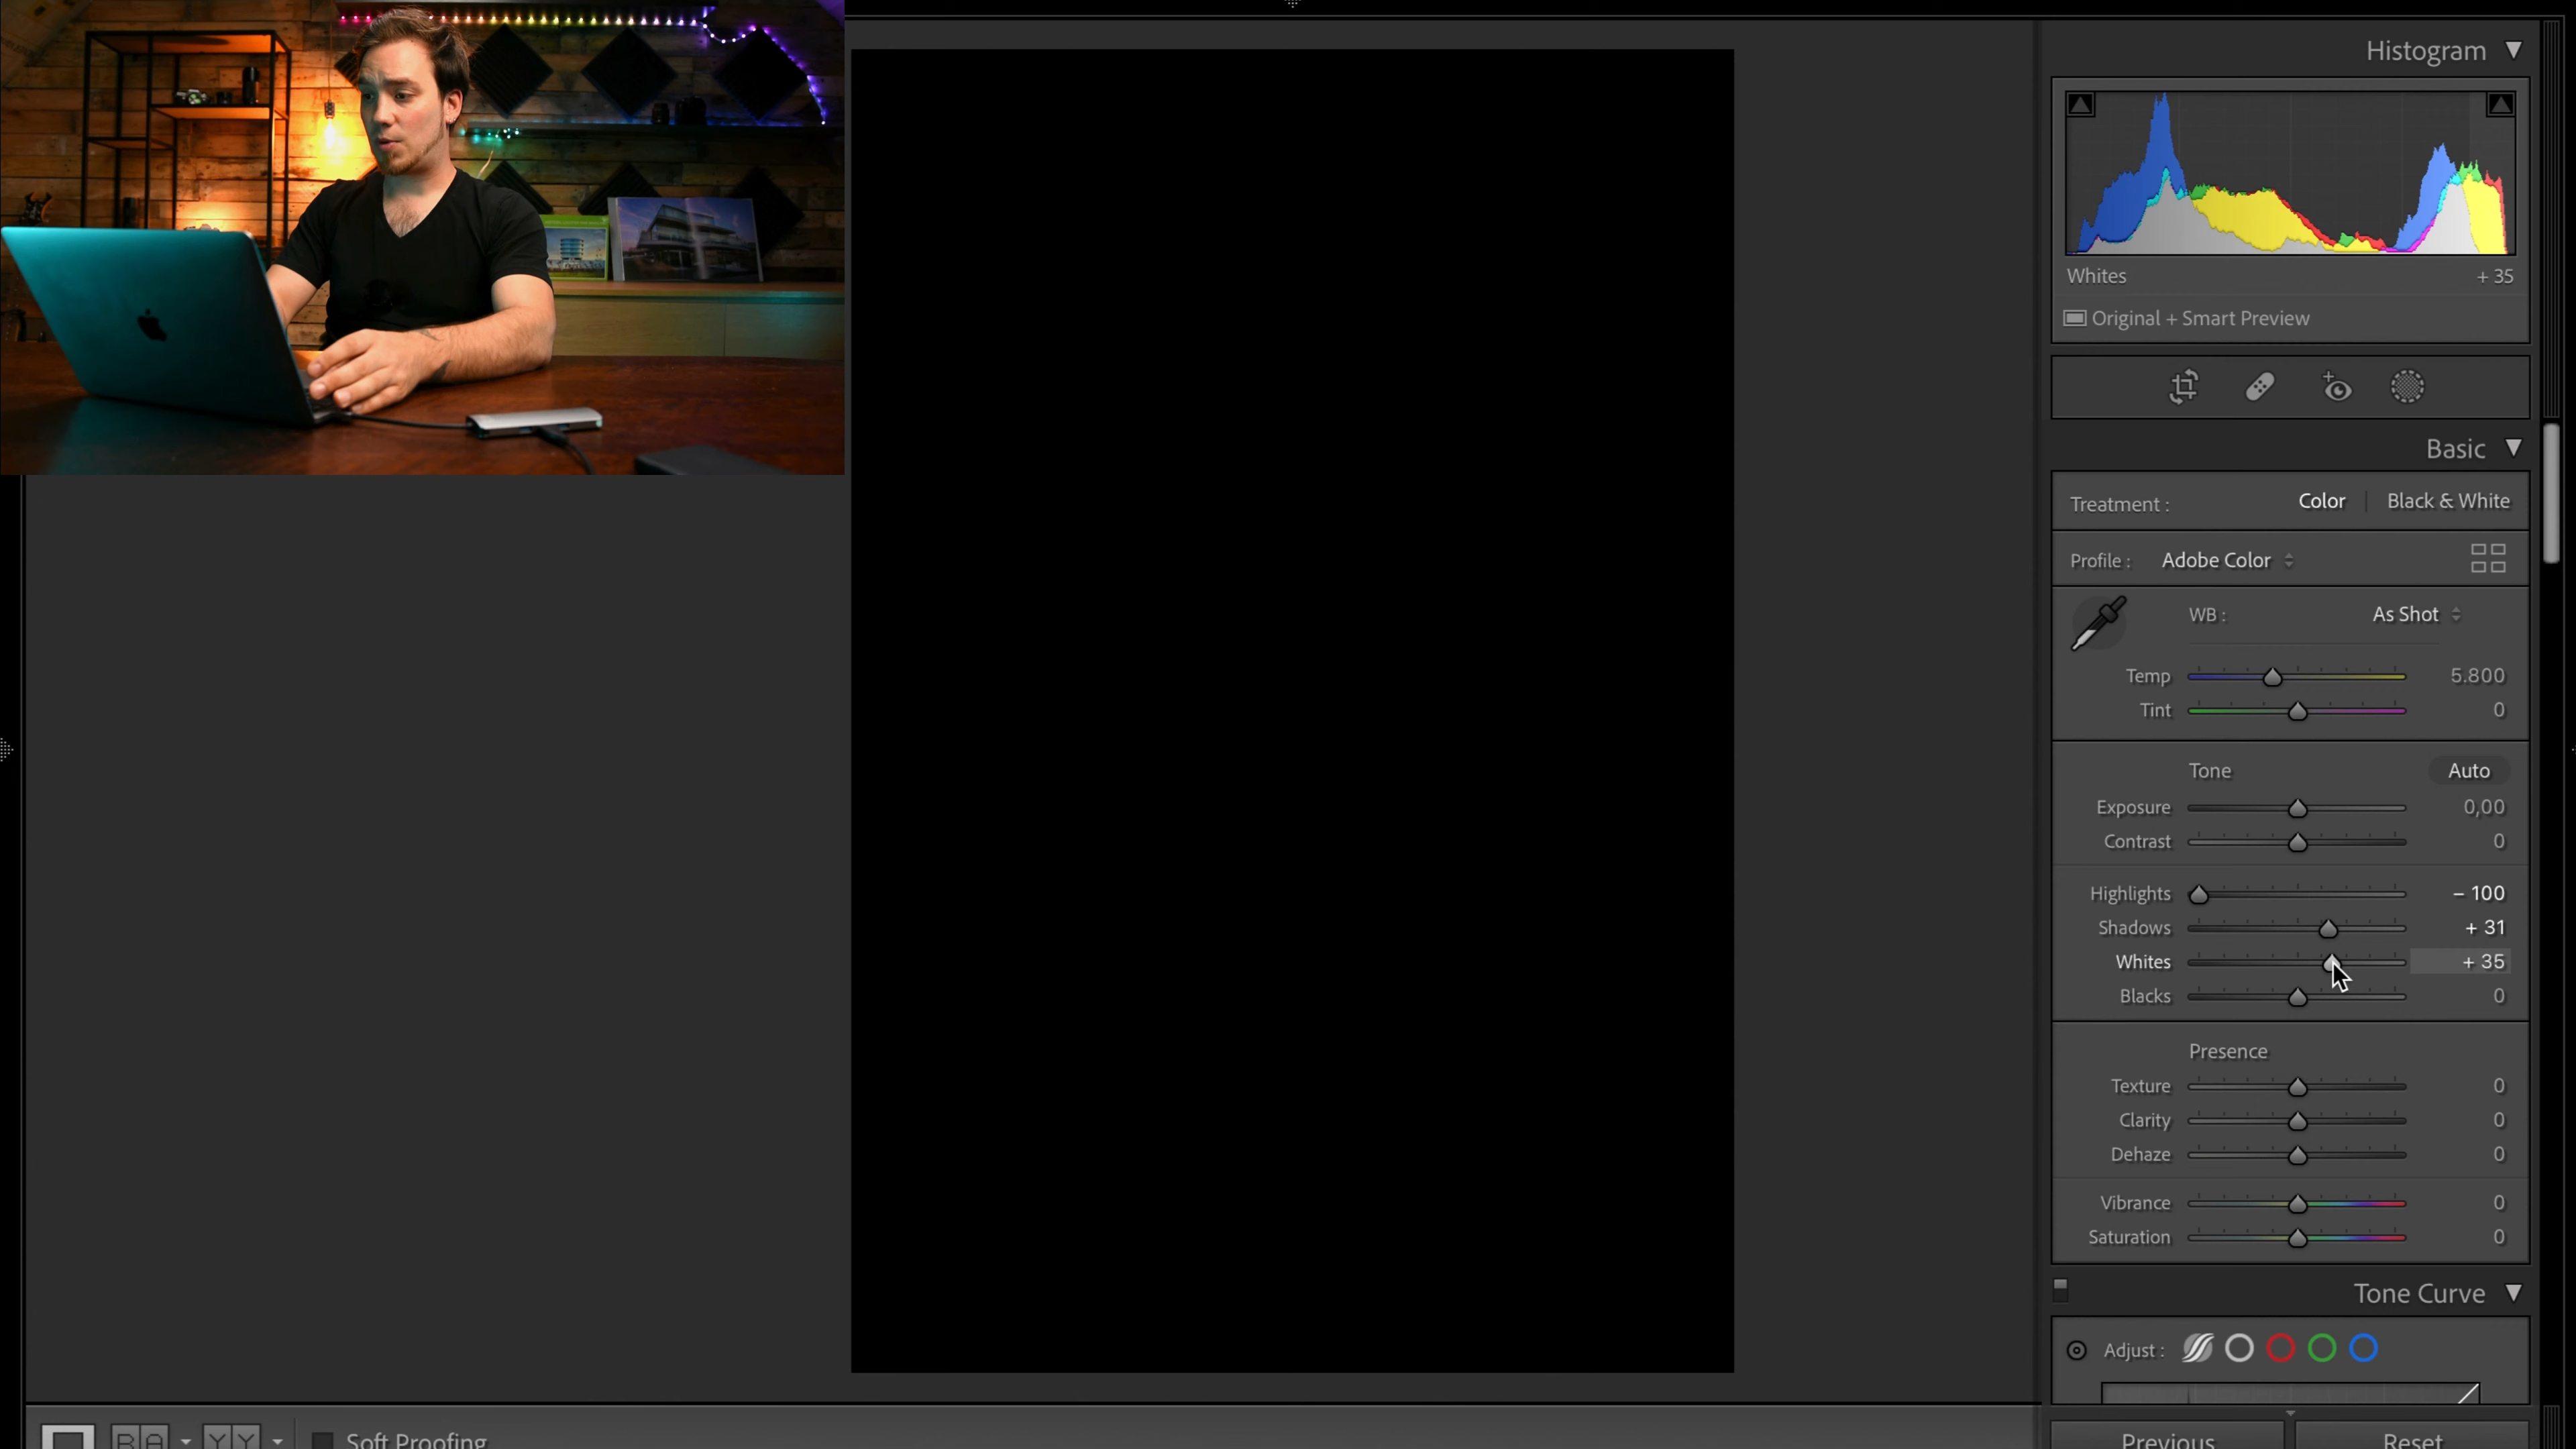 Histogram
Whites + 35
Original + Smart Preview
Basic
Treatment : Color Black & White
Profile : Adobe Color
WB : As Shot
Temp 5.800
Tint 0
Tone Auto
Exposure 0,00
Contrast 0
Highlights – 100
Shadows + 31
Whites + 35
Blacks 0
Presence
Texture 0
Clarity 0
Dehaze 0
Vibrance 0
Saturation 0
Tone Curve
Adjust :
R A Y Y Soft Proofing
Previous Reset